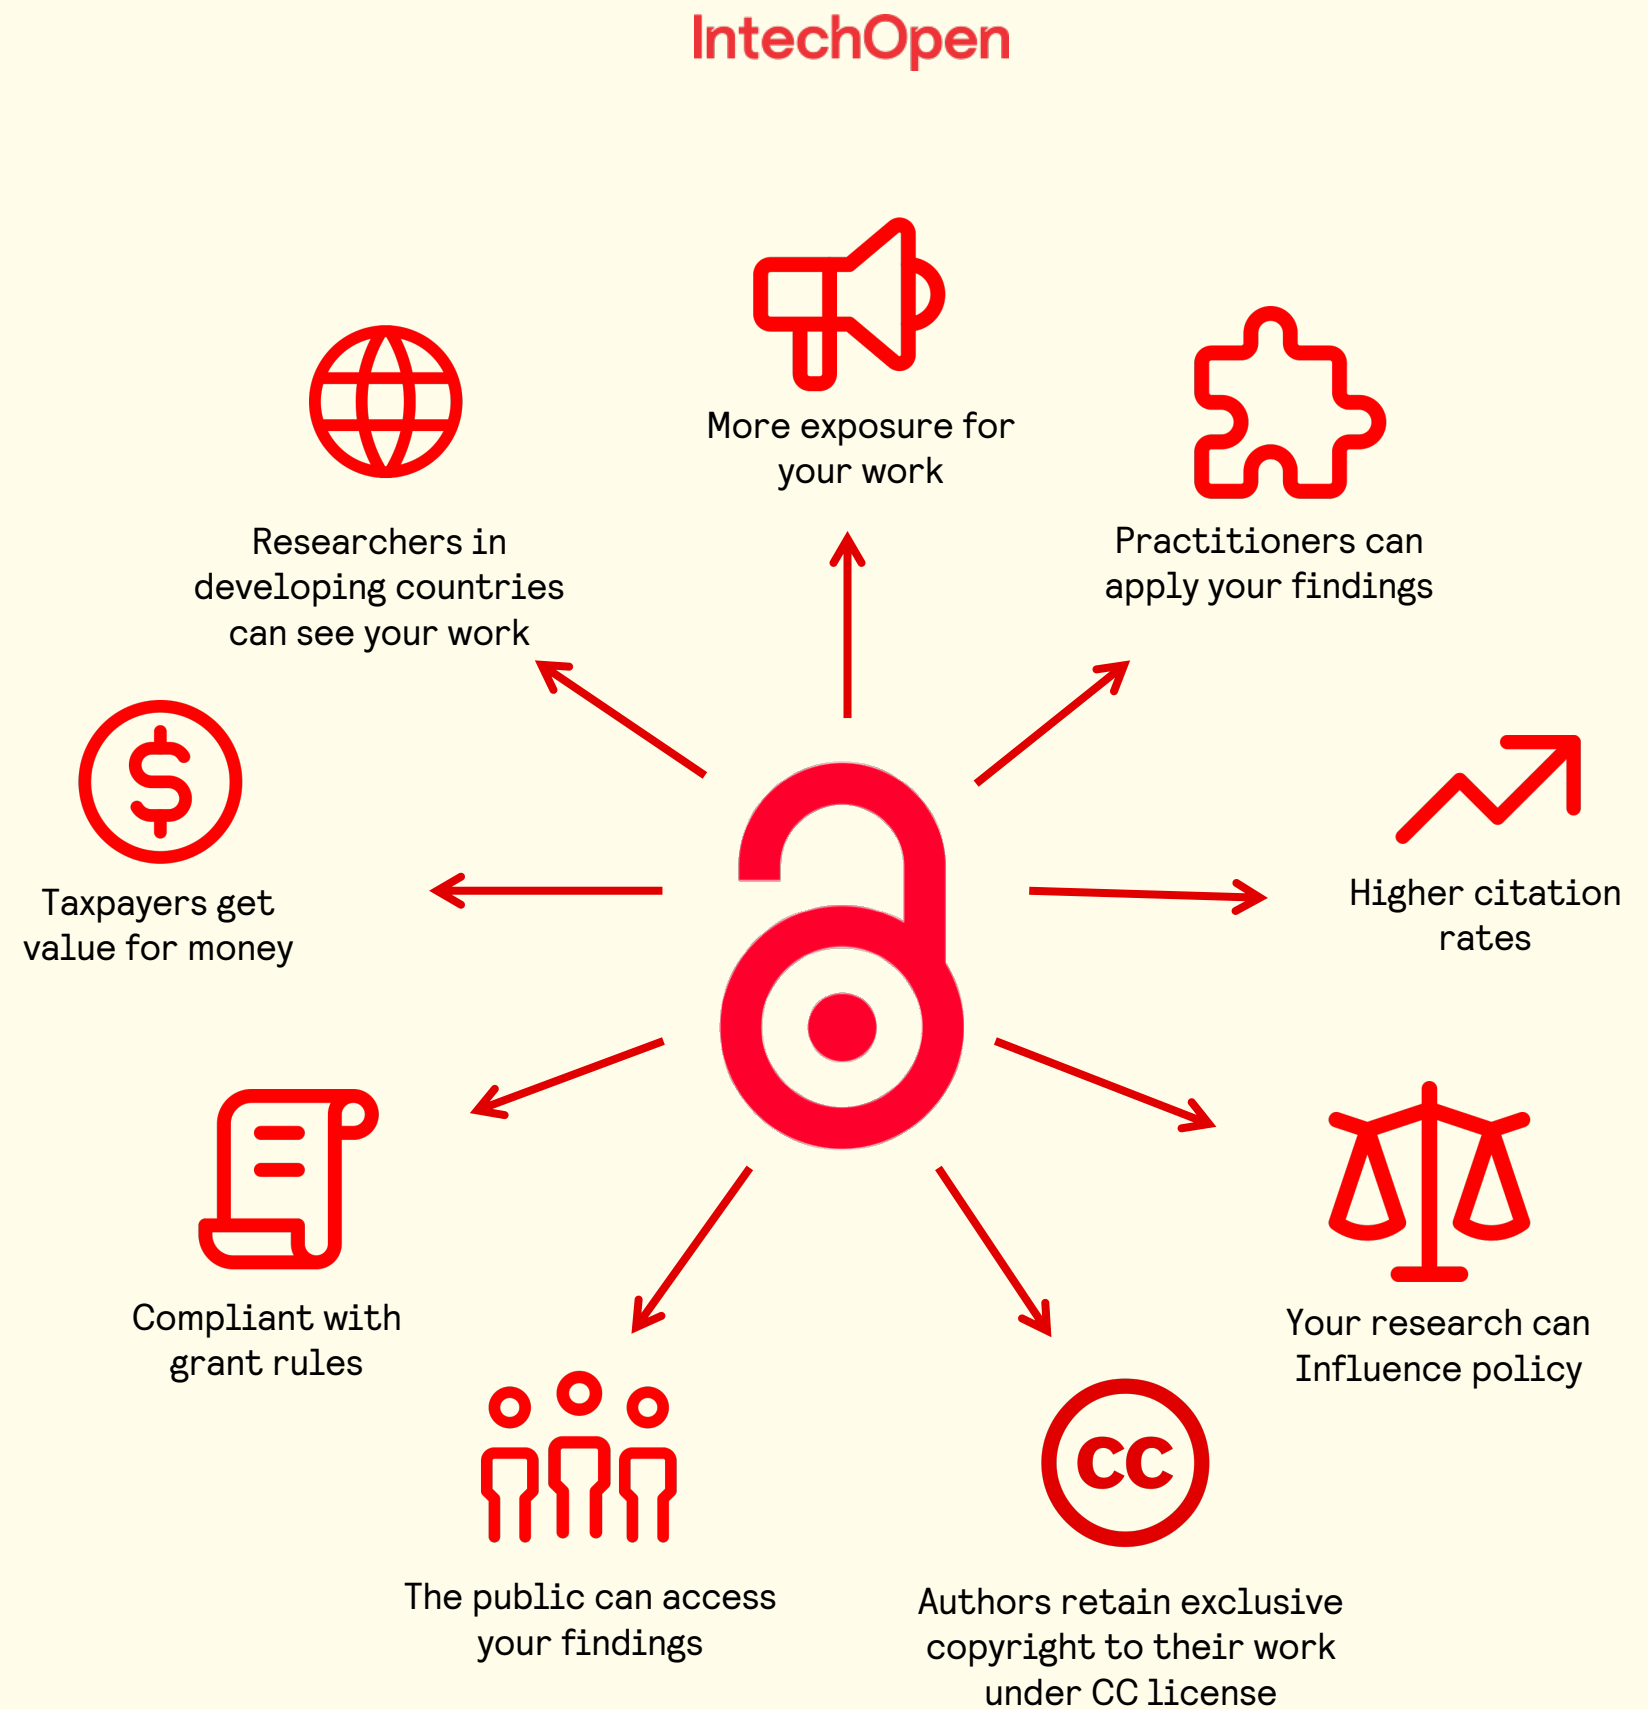 IntechOpen
More exposure for
your work
Practitioners can
apply your findings
Researchers in
developing countries
can see your work
Higher citation
rates
Taxpayers get
value for money
Compliant with
grant rules
Your research can
Influence policy
cc
The public can access
your findings
Authors retain exclusive
copyright to their work
under CC license